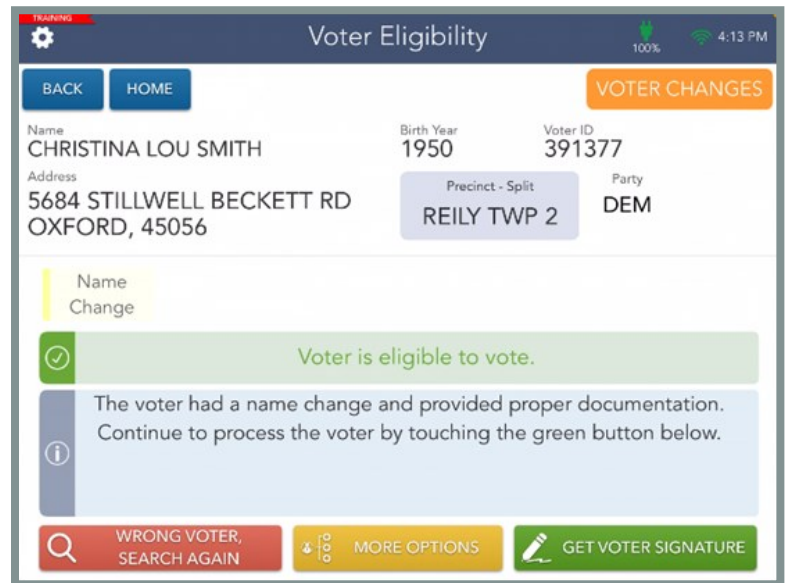 TRAINING
Voter Eligibility
100%
4:13 PM
BACK
HOME
VOTER CHANGES
Name
Birth Year
Voter ID
CHRISTINA LOU SMITH
1950
391377
Address
Precinct - Split
Party
5684 STILLWELL BECKETT RD
OXFORD, 45056
REILY TWP 2
DEM
Name
Change
Voter is eligible to vote.
The voter had a name change and provided proper documentation.
Continue to process the voter by touching the green button below.
WRONG VOTER,
SEARCH AGAIN
MORE OPTIONS
GET VOTER SIGNATURE